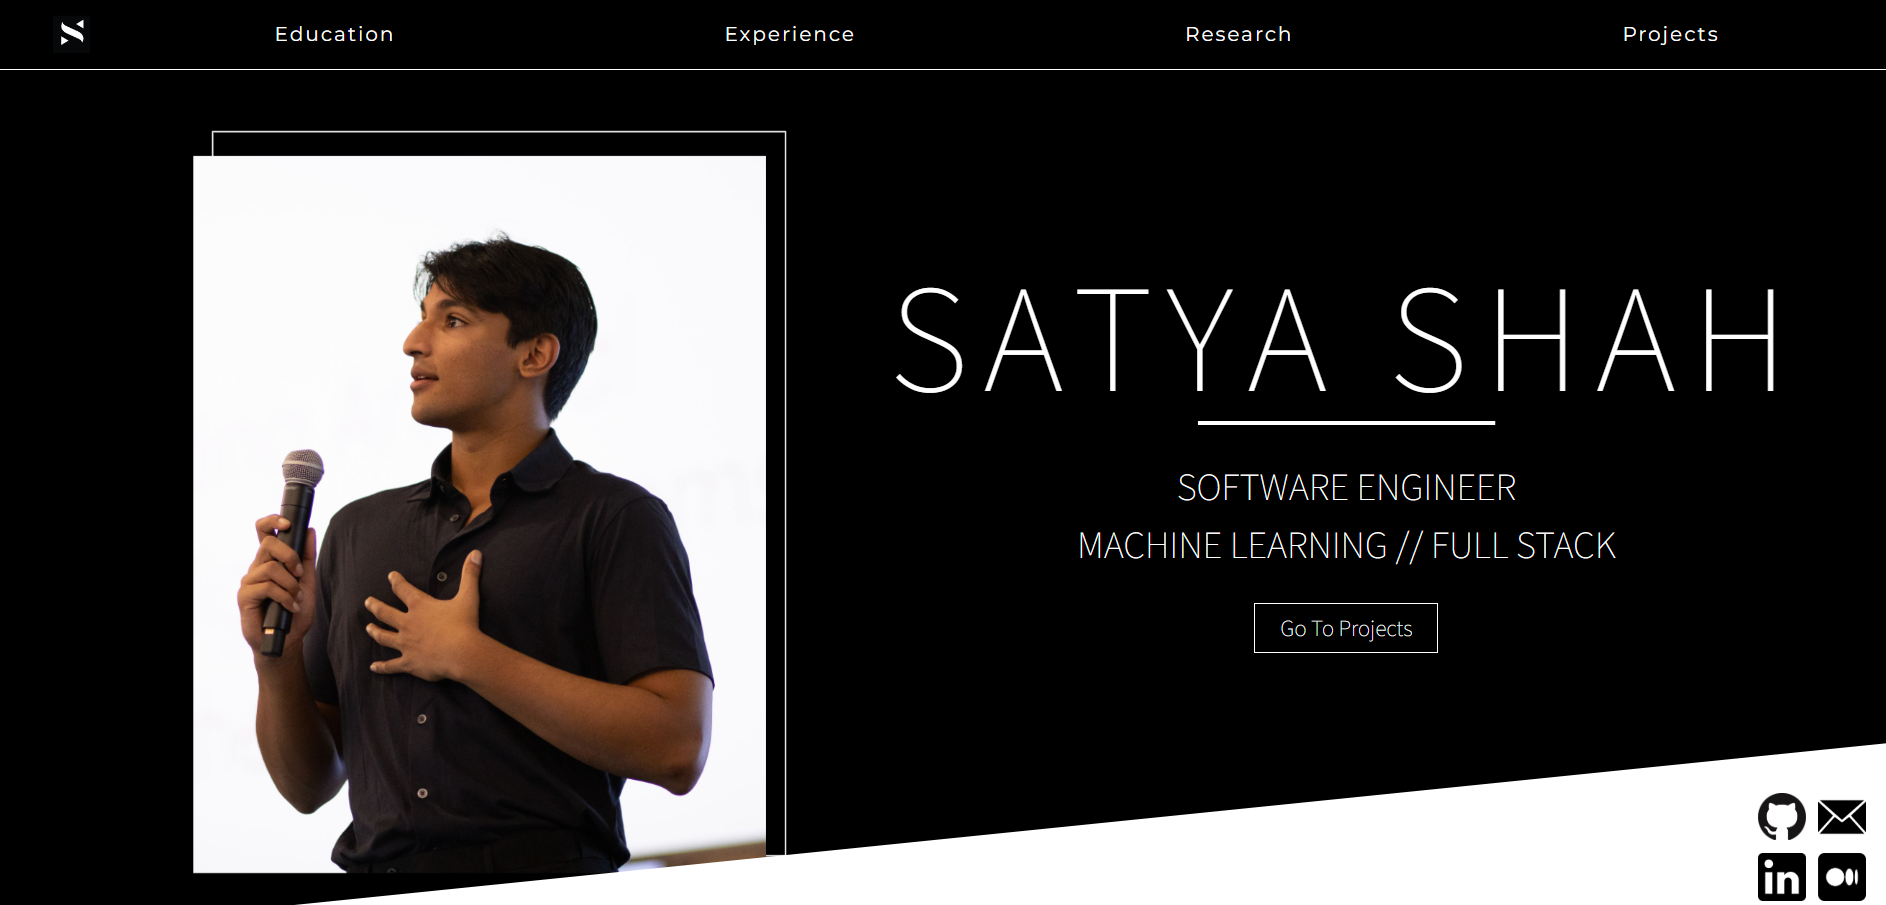 Education
Experience
Research
Projects
SATYA SHAH
SOFTWARE ENGINEER
MACHINE LEARNING // FULL STACK
Go To Projects